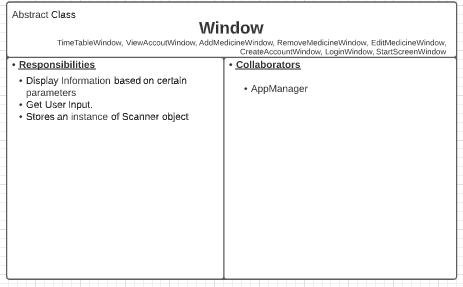 Abstract Class
Window
TimeTableWindow, ViewAccoutWindow, AddMedicineWindow, RemoveMedicineWindow, EditMedicineWindow,
CreateAccountWindow, LoginWindow, StartScreenWindow
• Responsibilities
• Display Information based on certain
parameters
• Get User Input.
• Stores an instance of Scanner object
• Collaborators
• AppManager